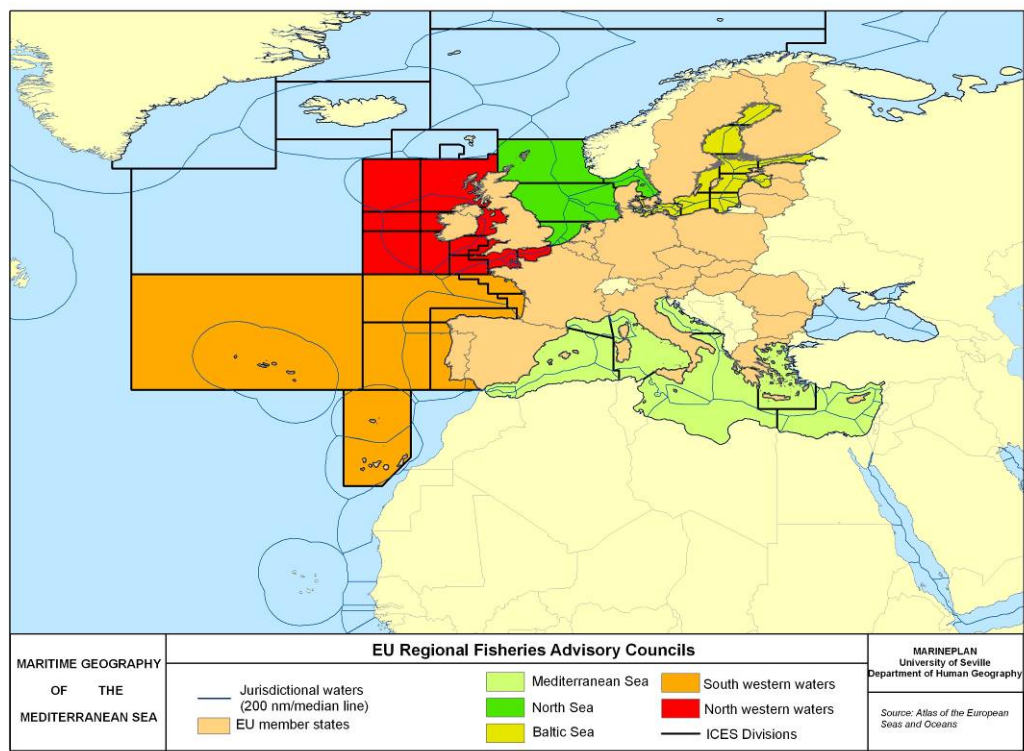 MARITIME GEOGRAPHY
OF THE
MEDITERRANEAN SEA
EU Regional Fisheries Advisory Councils
Jurisdictional waters
(200 nm/median line)
EU member states
Mediterranean Sea
North Sea
Baltic Sea
South western waters
North western waters
ICES Divisions
MARINEPLAN
University of Seville
Department of Human Geography
Source: Atlas of the European
Seas and Oceans